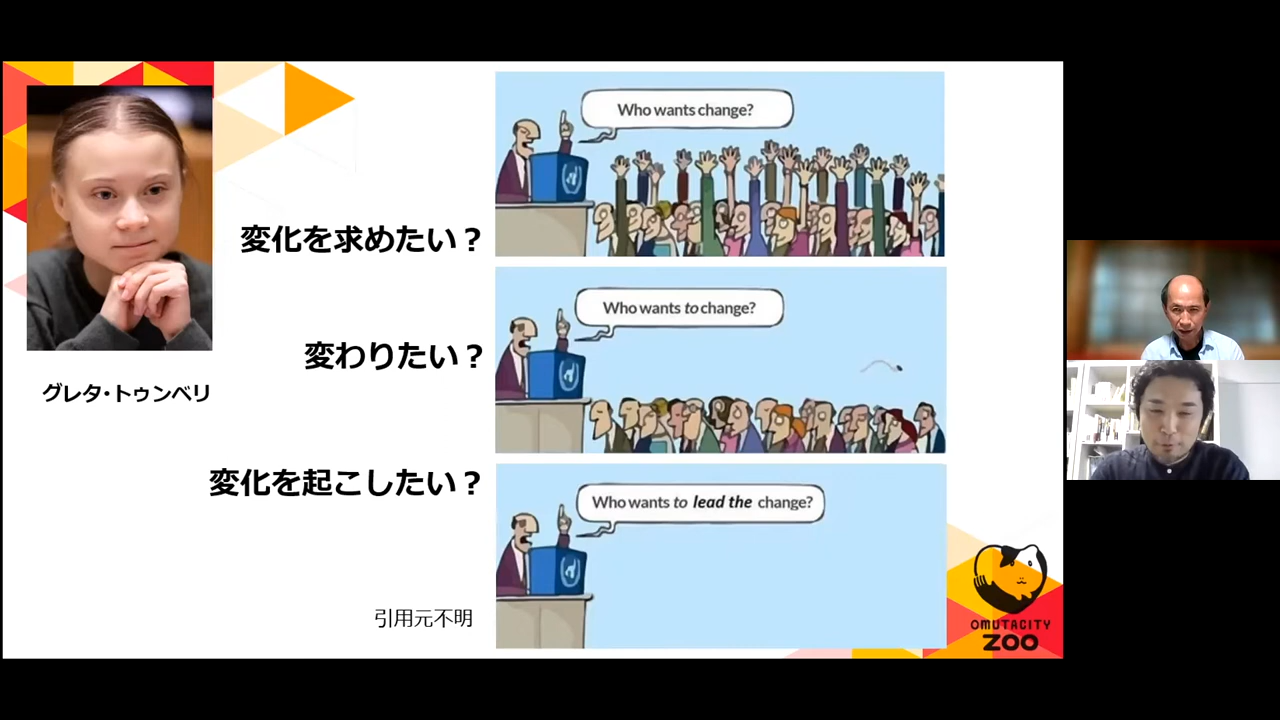 グレタ・トゥンベリ
変化を求めたい？
変わりたい？
変化を起こしたい？
引用元不明
Who wants change?
Who wants to change?
Who wants to lead the change?
OMUTACITY
ZOO